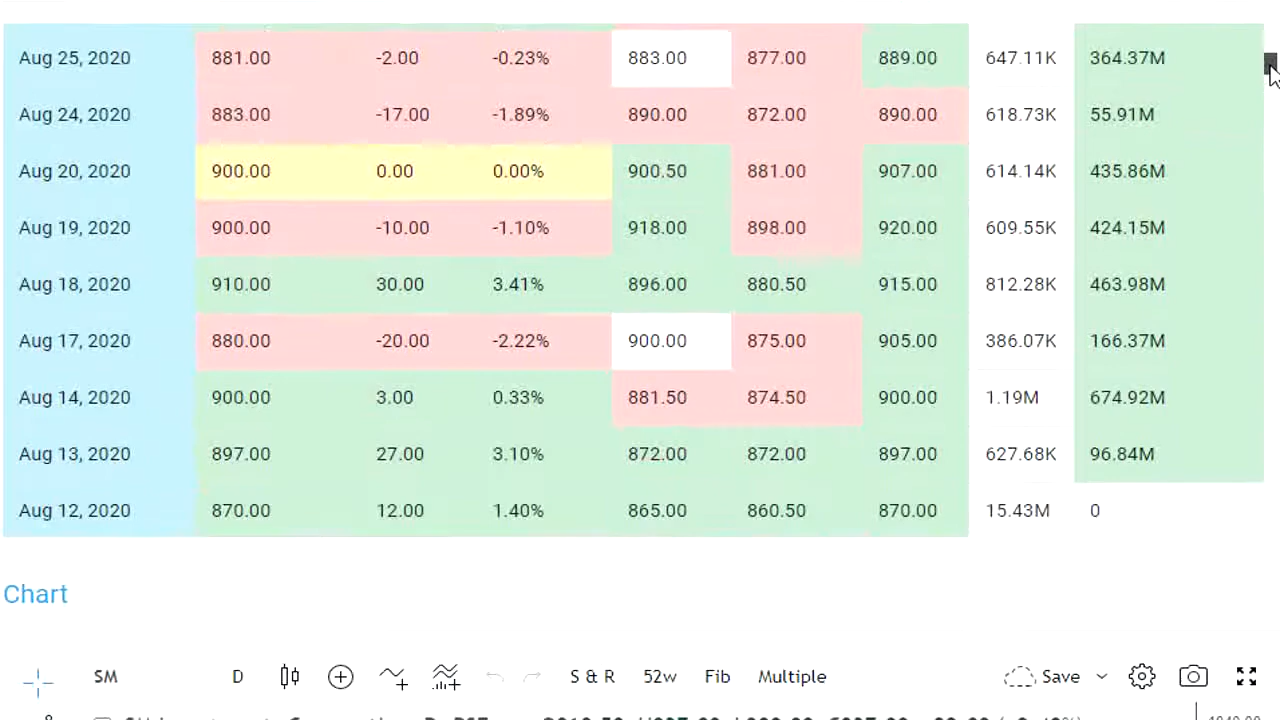 Aug 25, 2020 881.00 -2.00 -0.23% 883.00 877.00 889.00 647.11K 364.37M
Aug 24, 2020 883.00 -17.00 -1.89% 890.00 872.00 890.00 618.73K 55.91M
Aug 20, 2020 900.00 0.00 0.00% 900.50 881.00 907.00 614.14K 435.86M
Aug 19, 2020 900.00 -10.00 -1.10% 918.00 898.00 920.00 609.55K 424.15M
Aug 18, 2020 910.00 30.00 3.41% 896.00 880.50 915.00 812.28K 463.98M
Aug 17, 2020 880.00 -20.00 -2.22% 900.00 875.00 905.00 386.07K 166.37M
Aug 14, 2020 900.00 3.00 0.33% 881.50 874.50 900.00 1.19M 674.92M
Aug 13, 2020 897.00 27.00 3.10% 872.00 872.00 897.00 627.68K 96.84M
Aug 12, 2020 870.00 12.00 1.40% 865.00 860.50 870.00 15.43M 0
Chart
SM D S & R 52w Fib Multiple Save